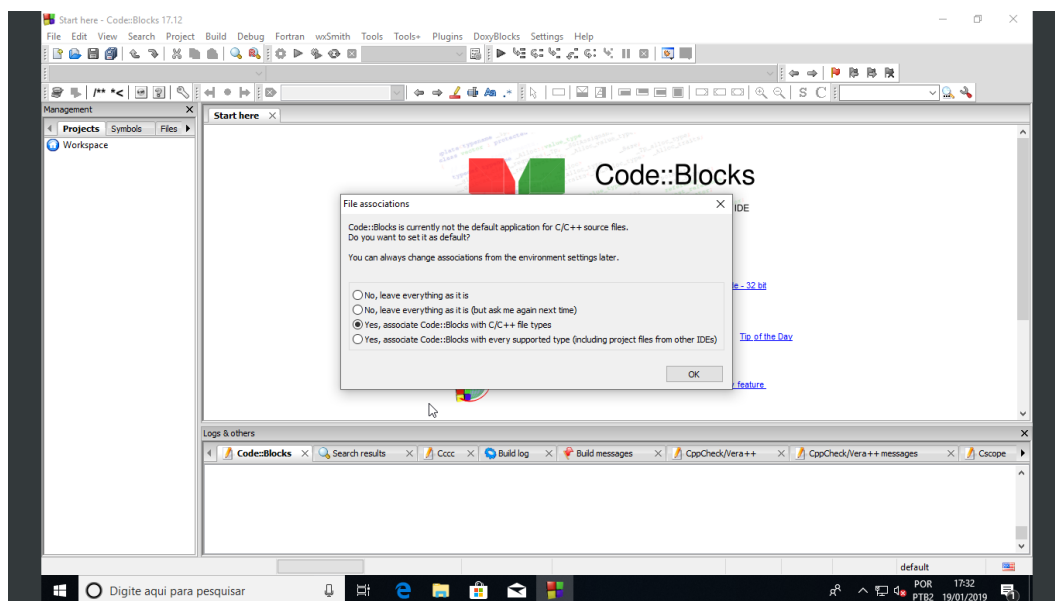 Start here - Code::Blocks 17.12
File Edit View Search Project Build Debug Fortran wxSmith Tools Tools+ Plugins DoxyBlocks Settings Help
/** *<
S C
Management
Projects Symbols Files
Workspace
Start here
Code::Blocks
IDE
File associations
Code::Blocks is currently not the default application for C/C++ source files.
Do you want to set it as default?
You can always change associations from the environment settings later.
No, leave everything as it is
No, leave everything as it is (but ask me again next time)
Yes, associate Code::Blocks with C/C++ file types
Yes, associate Code::Blocks with every supported type (including project files from other IDEs)
OK
- 32 bit
Tip of the Day
feature
Logs & others
Code::Blocks Search results Cccc Build log Build messages CppCheck/Vera++ CppCheck/Vera++ messages Cscope
default
Digite aqui para pesquisar
POR 17:32
PTB2 19/01/2019